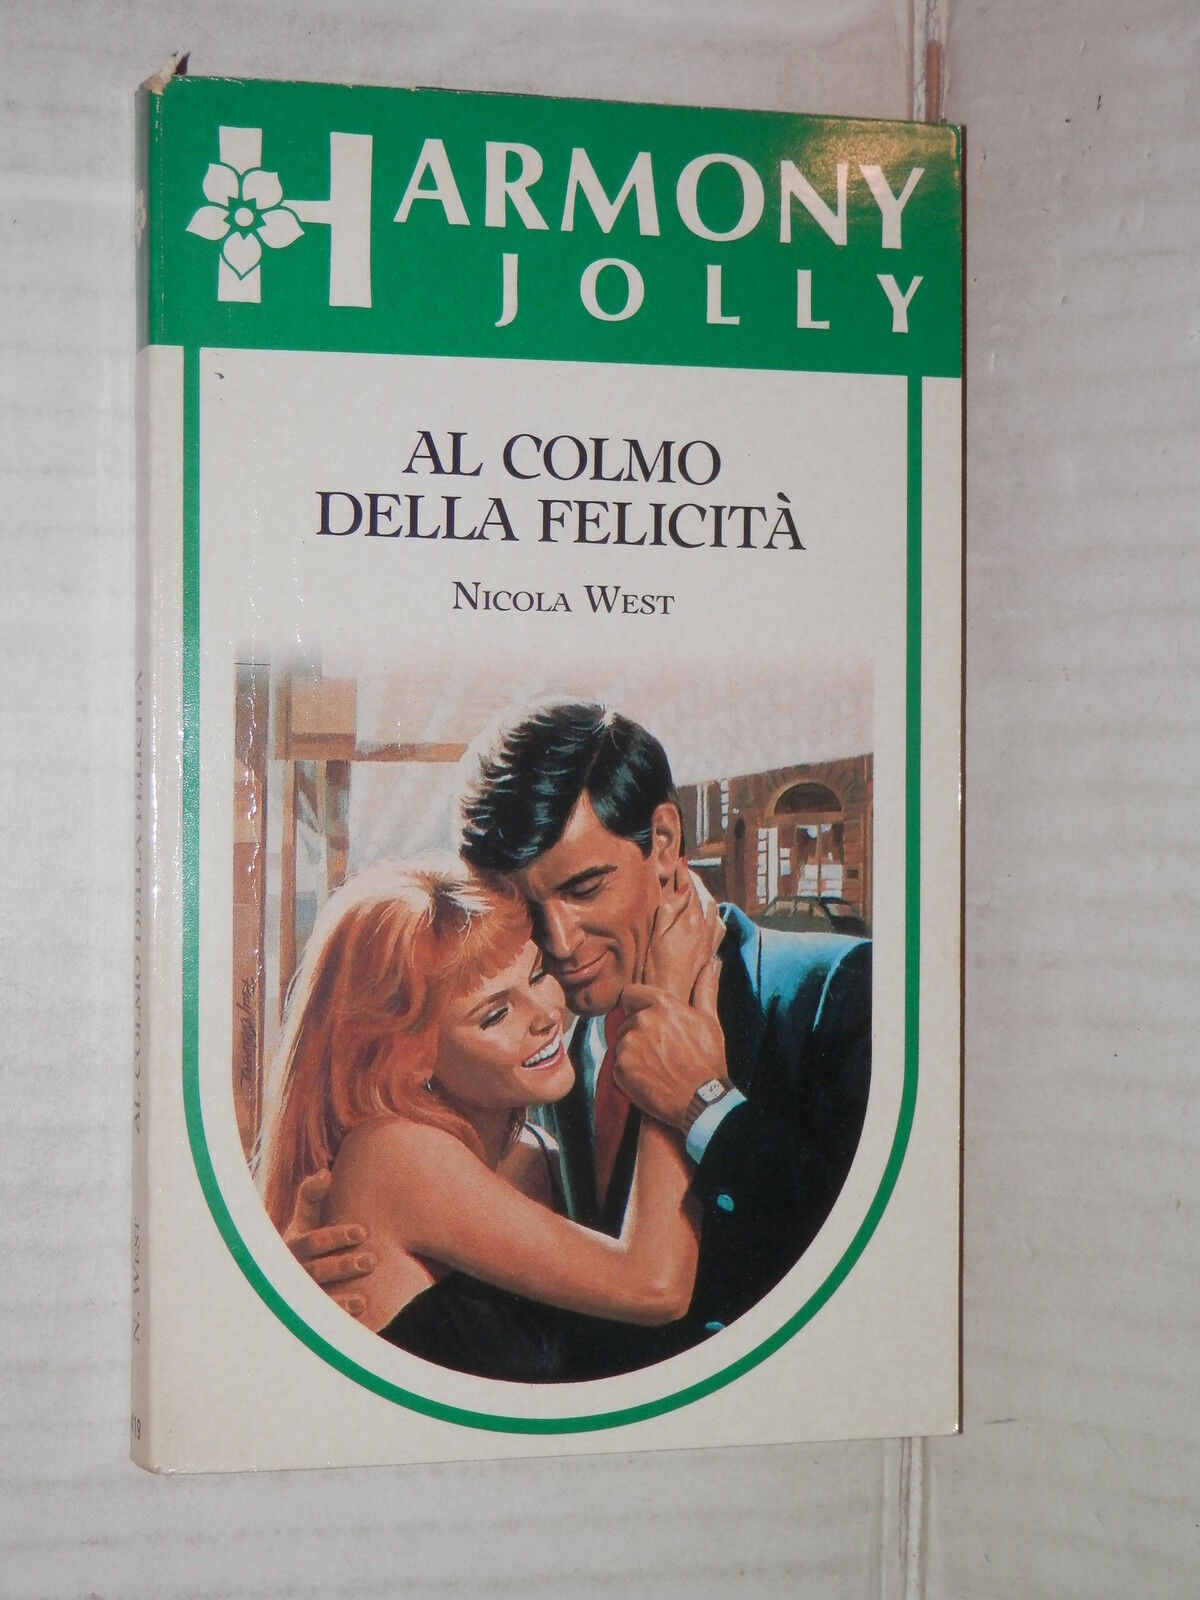 HARMONY
JOLLY
AL COLMO
DELLA FELICITÀ
NICOLA WEST
N. WEST
AL COLMO DELLA FELICITÀ